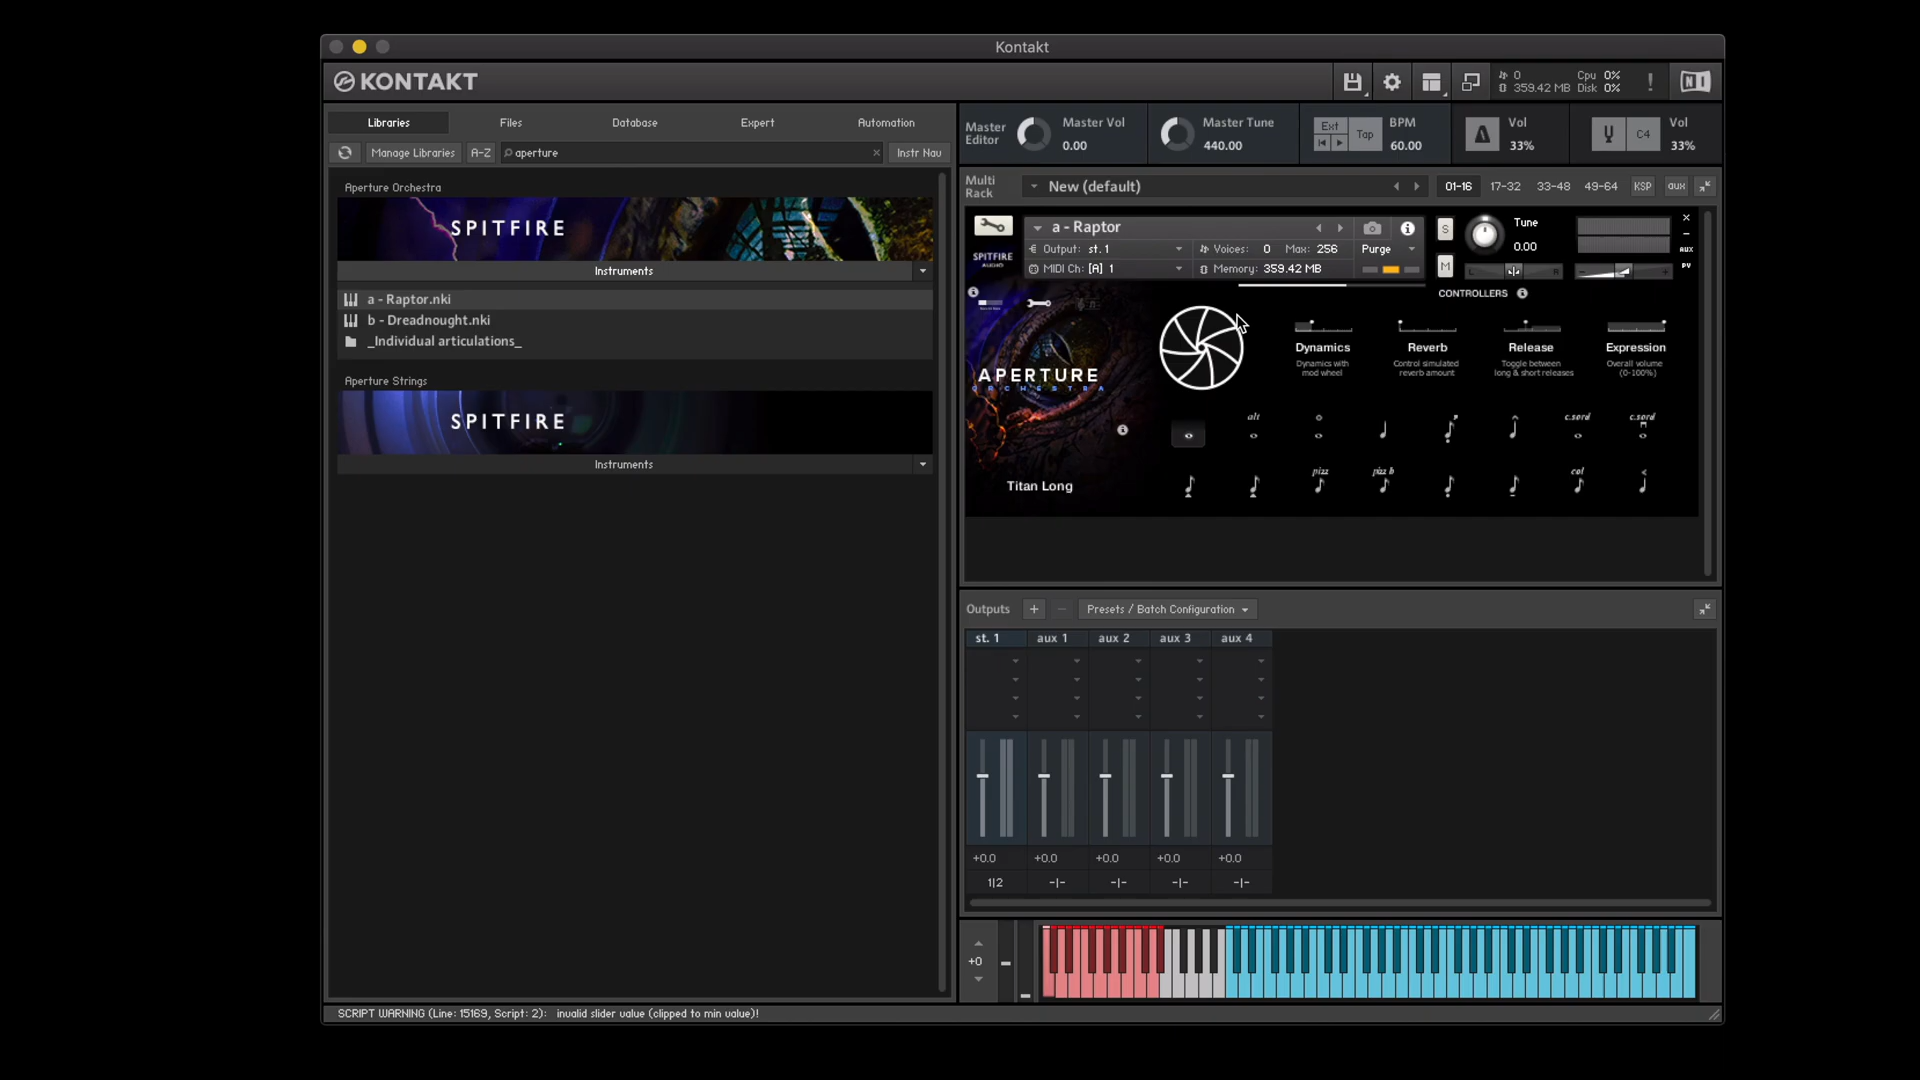 Kontakt
KONTAKT
0
359.42 MB
Cpu 0%
Disk 0%
!
NI
Libraries
Files
Database
Expert
Automation
Manage Libraries
A-Z
aperture
×
Instr Nav
Aperture Orchestra
SPITFIRE
Instruments
a - Raptor.nki
b - Dreadnought.nki
_Individual articulations_
Aperture Strings
SPITFIRE
Instruments
Master Editor
Master Vol
0.00
Master Tune
440.00
Ext
Tap
BPM
60.00
Vol
33%
C4
Vol
33%
Multi Rack
New (default)
01-16
17-32
33-48
49-64
KSP
aux
a - Raptor
SPITFIRE
AUDIO
Output: st. 1
Voices: 0 Max: 256
Purge
MIDI Ch: [A] 1
Memory: 359.42 MB
S
M
Tune
0.00
L R
AUX
PV
CONTROLLERS
APERTURE
ORCHESTRA
Titan Long
Dynamics
Dynamics with
mod wheel
Reverb
Control simulated
reverb amount
Release
Toggle between
long & short releases
Expression
Overall volume
(0-100%)
alt
c.sord
c.sord
pizz
pizz b
col
Outputs
+
−
Presets / Batch Configuration
st. 1
aux 1
aux 2
aux 3
aux 4
+0.0
+0.0
+0.0
+0.0
+0.0
1|2
-|-
-|-
-|-
-|-
+0
SCRIPT WARNING (Line: 15169, Script: 2): invalid slider value (clipped to min value)!